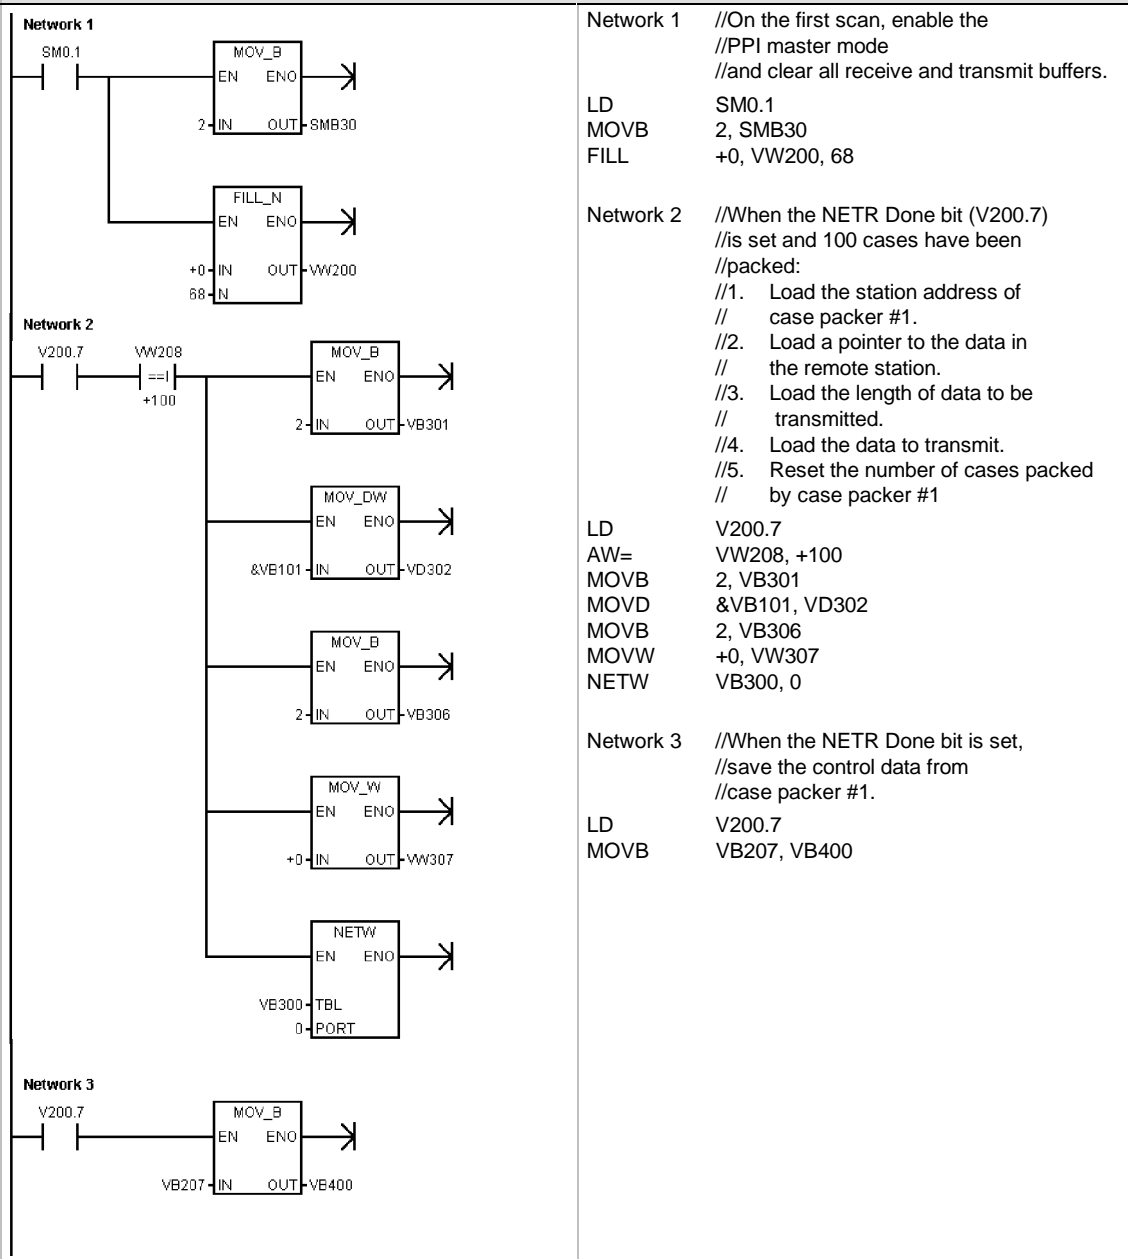 Network 1
SM0.1
MOV_B
EN ENO
2 IN OUT SMB30
FILL_N
EN ENO
+0 IN OUT VW200
68 N
Network 2
V200.7 VW208
==I
+100
MOV_B
EN ENO
2 IN OUT VB301
MOV_DW
EN ENO
&VB101 IN OUT VD302
MOV_B
EN ENO
2 IN OUT VB306
MOV_W
EN ENO
+0 IN OUT VW307
NETW
EN ENO
VB300 TBL
0 PORT
Network 3
V200.7
MOV_B
EN ENO
VB207 IN OUT VB400
Network 1 //On the first scan, enable the
//PPI master mode
//and clear all receive and transmit buffers.
LD SM0.1
MOVB 2, SMB30
FILL +0, VW200, 68
Network 2 //When the NETR Done bit (V200.7)
//is set and 100 cases have been
//packed:
//1. Load the station address of
// case packer #1.
//2. Load a pointer to the data in
// the remote station.
//3. Load the length of data to be
// transmitted.
//4. Load the data to transmit.
//5. Reset the number of cases packed
// by case packer #1
LD V200.7
AW= VW208, +100
MOVB 2, VB301
MOVD &VB101, VD302
MOVB 2, VB306
MOVW +0, VW307
NETW VB300, 0
Network 3 //When the NETR Done bit is set,
//save the control data from
//case packer #1.
LD V200.7
MOVB VB207, VB400